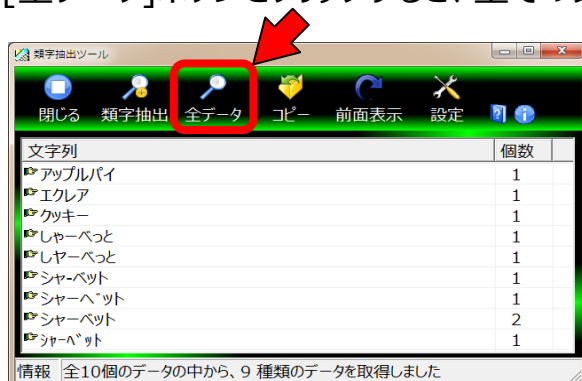 [全データ]ボタンをクリックすると、全ての
類字抽出ツール
閉じる 類字抽出 全データ コピー 前面表示 設定
文字列 個数
アップルパイ 1
エクレア 1
クッキー 1
しゃーべっと 1
しヤーべっと 1
シャ-ベット 1
シャーヘ゛ット 1
シャーベット 2
ｼｬｰﾍﾞｯﾄ 1
情報 全10個のデータの中から、9 種類のデータを取得しました